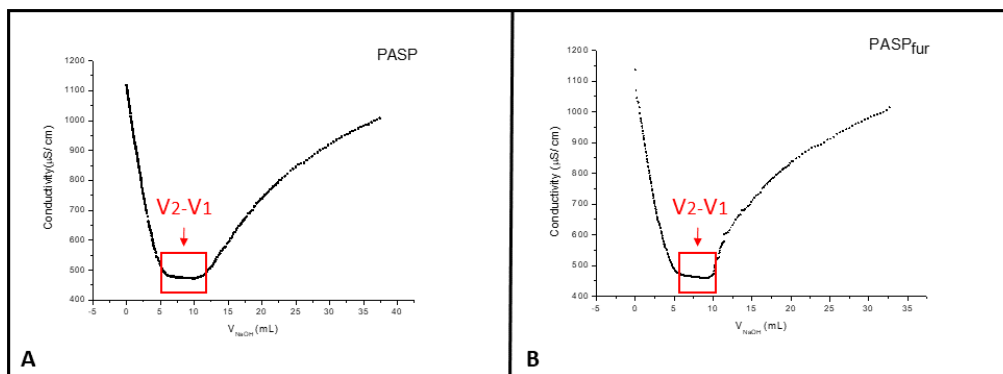 PASP
1200
1100
1000
900
800
700
600
500
400
Conductivity(μS/ cm)
V2-V1
-5 0 5 10 15 20 25 30 35 40
V NaOH (mL)
A
PASPfur
1200
1100
1000
900
800
700
600
500
400
Conductivity (μS/ cm)
V2-V1
-5 0 5 10 15 20 25 30 35
V NaOH (mL)
B